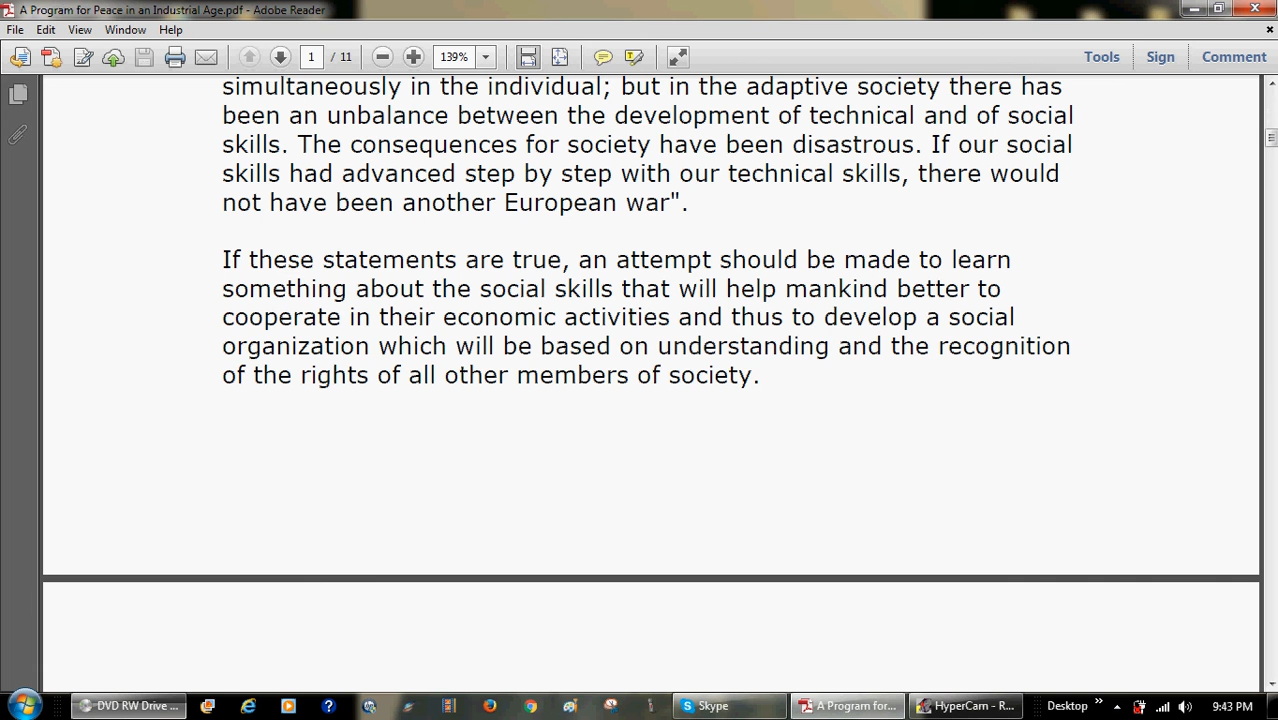 A Program for Peace in an Industrial Age.pdf - Adobe Reader
File Edit View Window Help
1 / 11 139% Tools Sign Comment
simultaneously in the individual; but in the adaptive society there has
been an unbalance between the development of technical and of social
skills. The consequences for society have been disastrous. If our social
skills had advanced step by step with our technical skills, there would
not have been another European war".
If these statements are true, an attempt should be made to learn
something about the social skills that will help mankind better to
cooperate in their economic activities and thus to develop a social
organization which will be based on understanding and the recognition
of the rights of all other members of society.
DVD RW Drive ... Skype A Program for... HyperCam - R... Desktop 9:43 PM